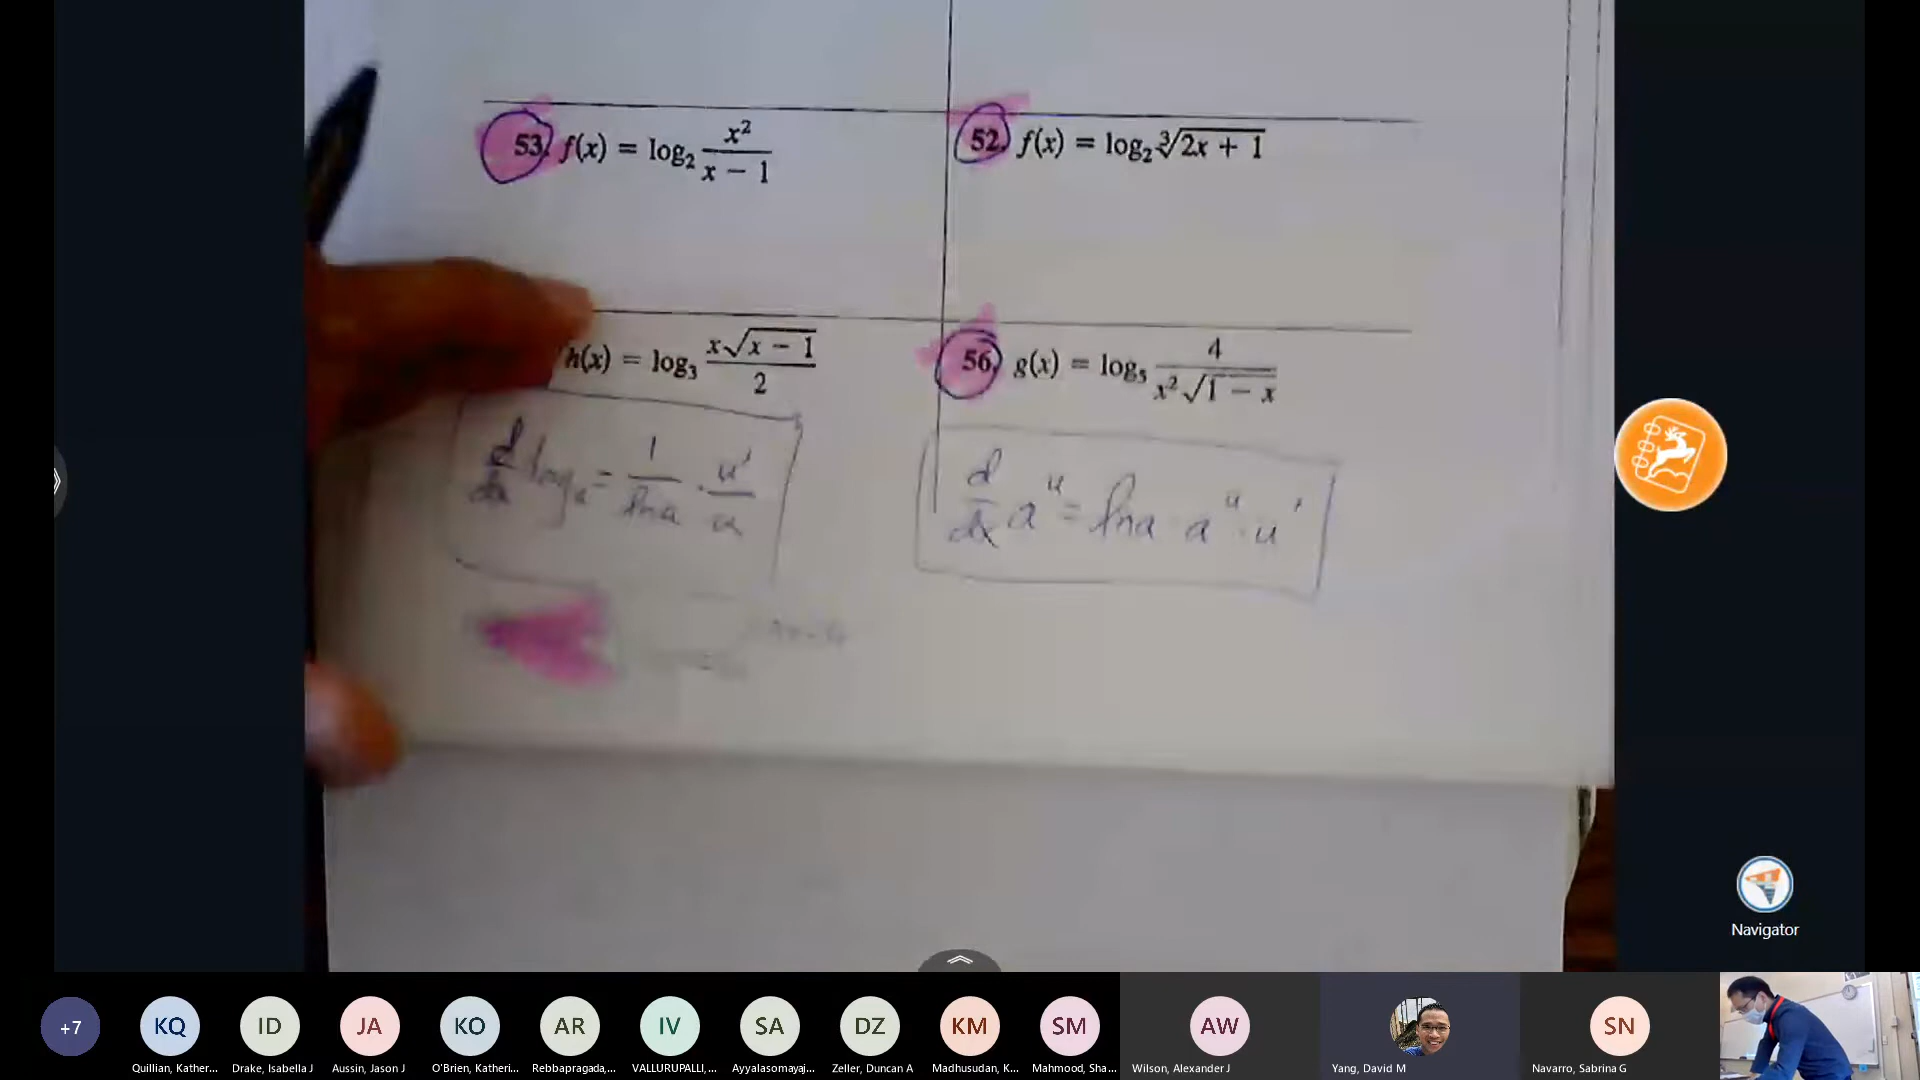 53. f(x) = log₂ x²/(x − 1)
52. f(x) = log₂ ∛(2x + 1)
h(x) = log₃ x√(x − 1)/2
56. g(x) = log₅ 4/(x²√(1 − x))
d/dx logₐ = 1/ln a · u'/u
d/dx aᵘ = ln a aᵘ · u'
Navigator
+7
KQ
ID
JA
KO
AR
IV
SA
DZ
KM
SM
AW
SN
Quillian, Kather...
Drake, Isabella J
Aussin, Jason J
O'Brien, Katheri...
Rebbapragada,...
VALLURUPALLI,...
Ayyalasomayaj...
Zeller, Duncan A
Madhusudan, K...
Mahmood, Sha...
Wilson, Alexander J
Yang, David M
Navarro, Sabrina G